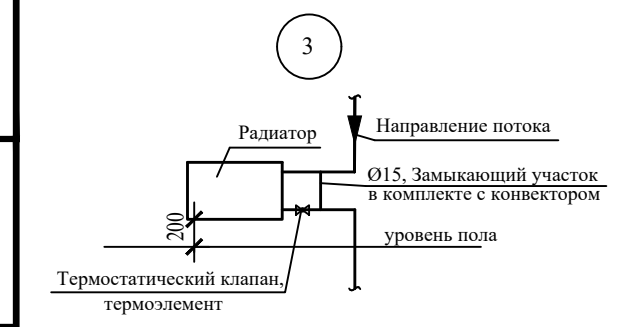 3
Радиатор
Направление потока
Ø15, Замыкающий участок
в комплекте с конвектором
200
уровень пола
Термостатический клапан,
термоэлемент